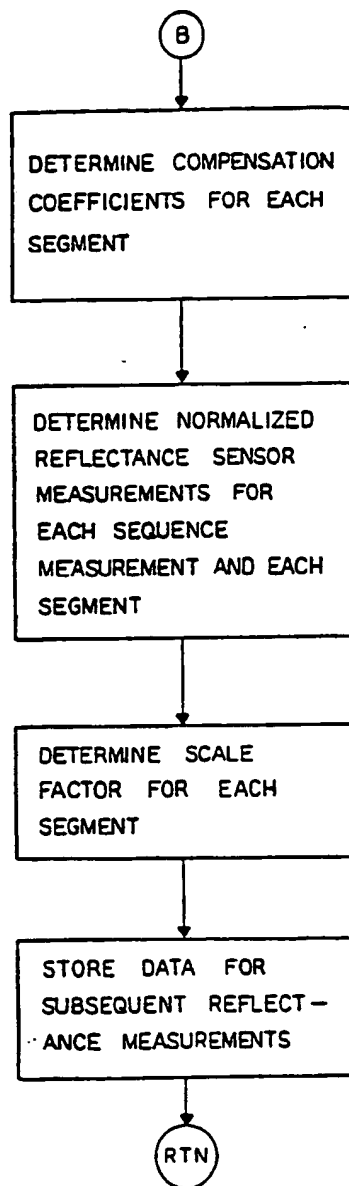 B
DETERMINE COMPENSATION
COEFFICIENTS FOR EACH
SEGMENT
DETERMINE NORMALIZED
REFLECTANCE SENSOR
MEASUREMENTS FOR
EACH SEQUENCE
MEASUREMENT AND EACH
SEGMENT
DETERMINE SCALE
FACTOR FOR EACH
SEGMENT
STORE DATA FOR
SUBSEQUENT REFLECT-
ANCE MEASUREMENTS
RTN